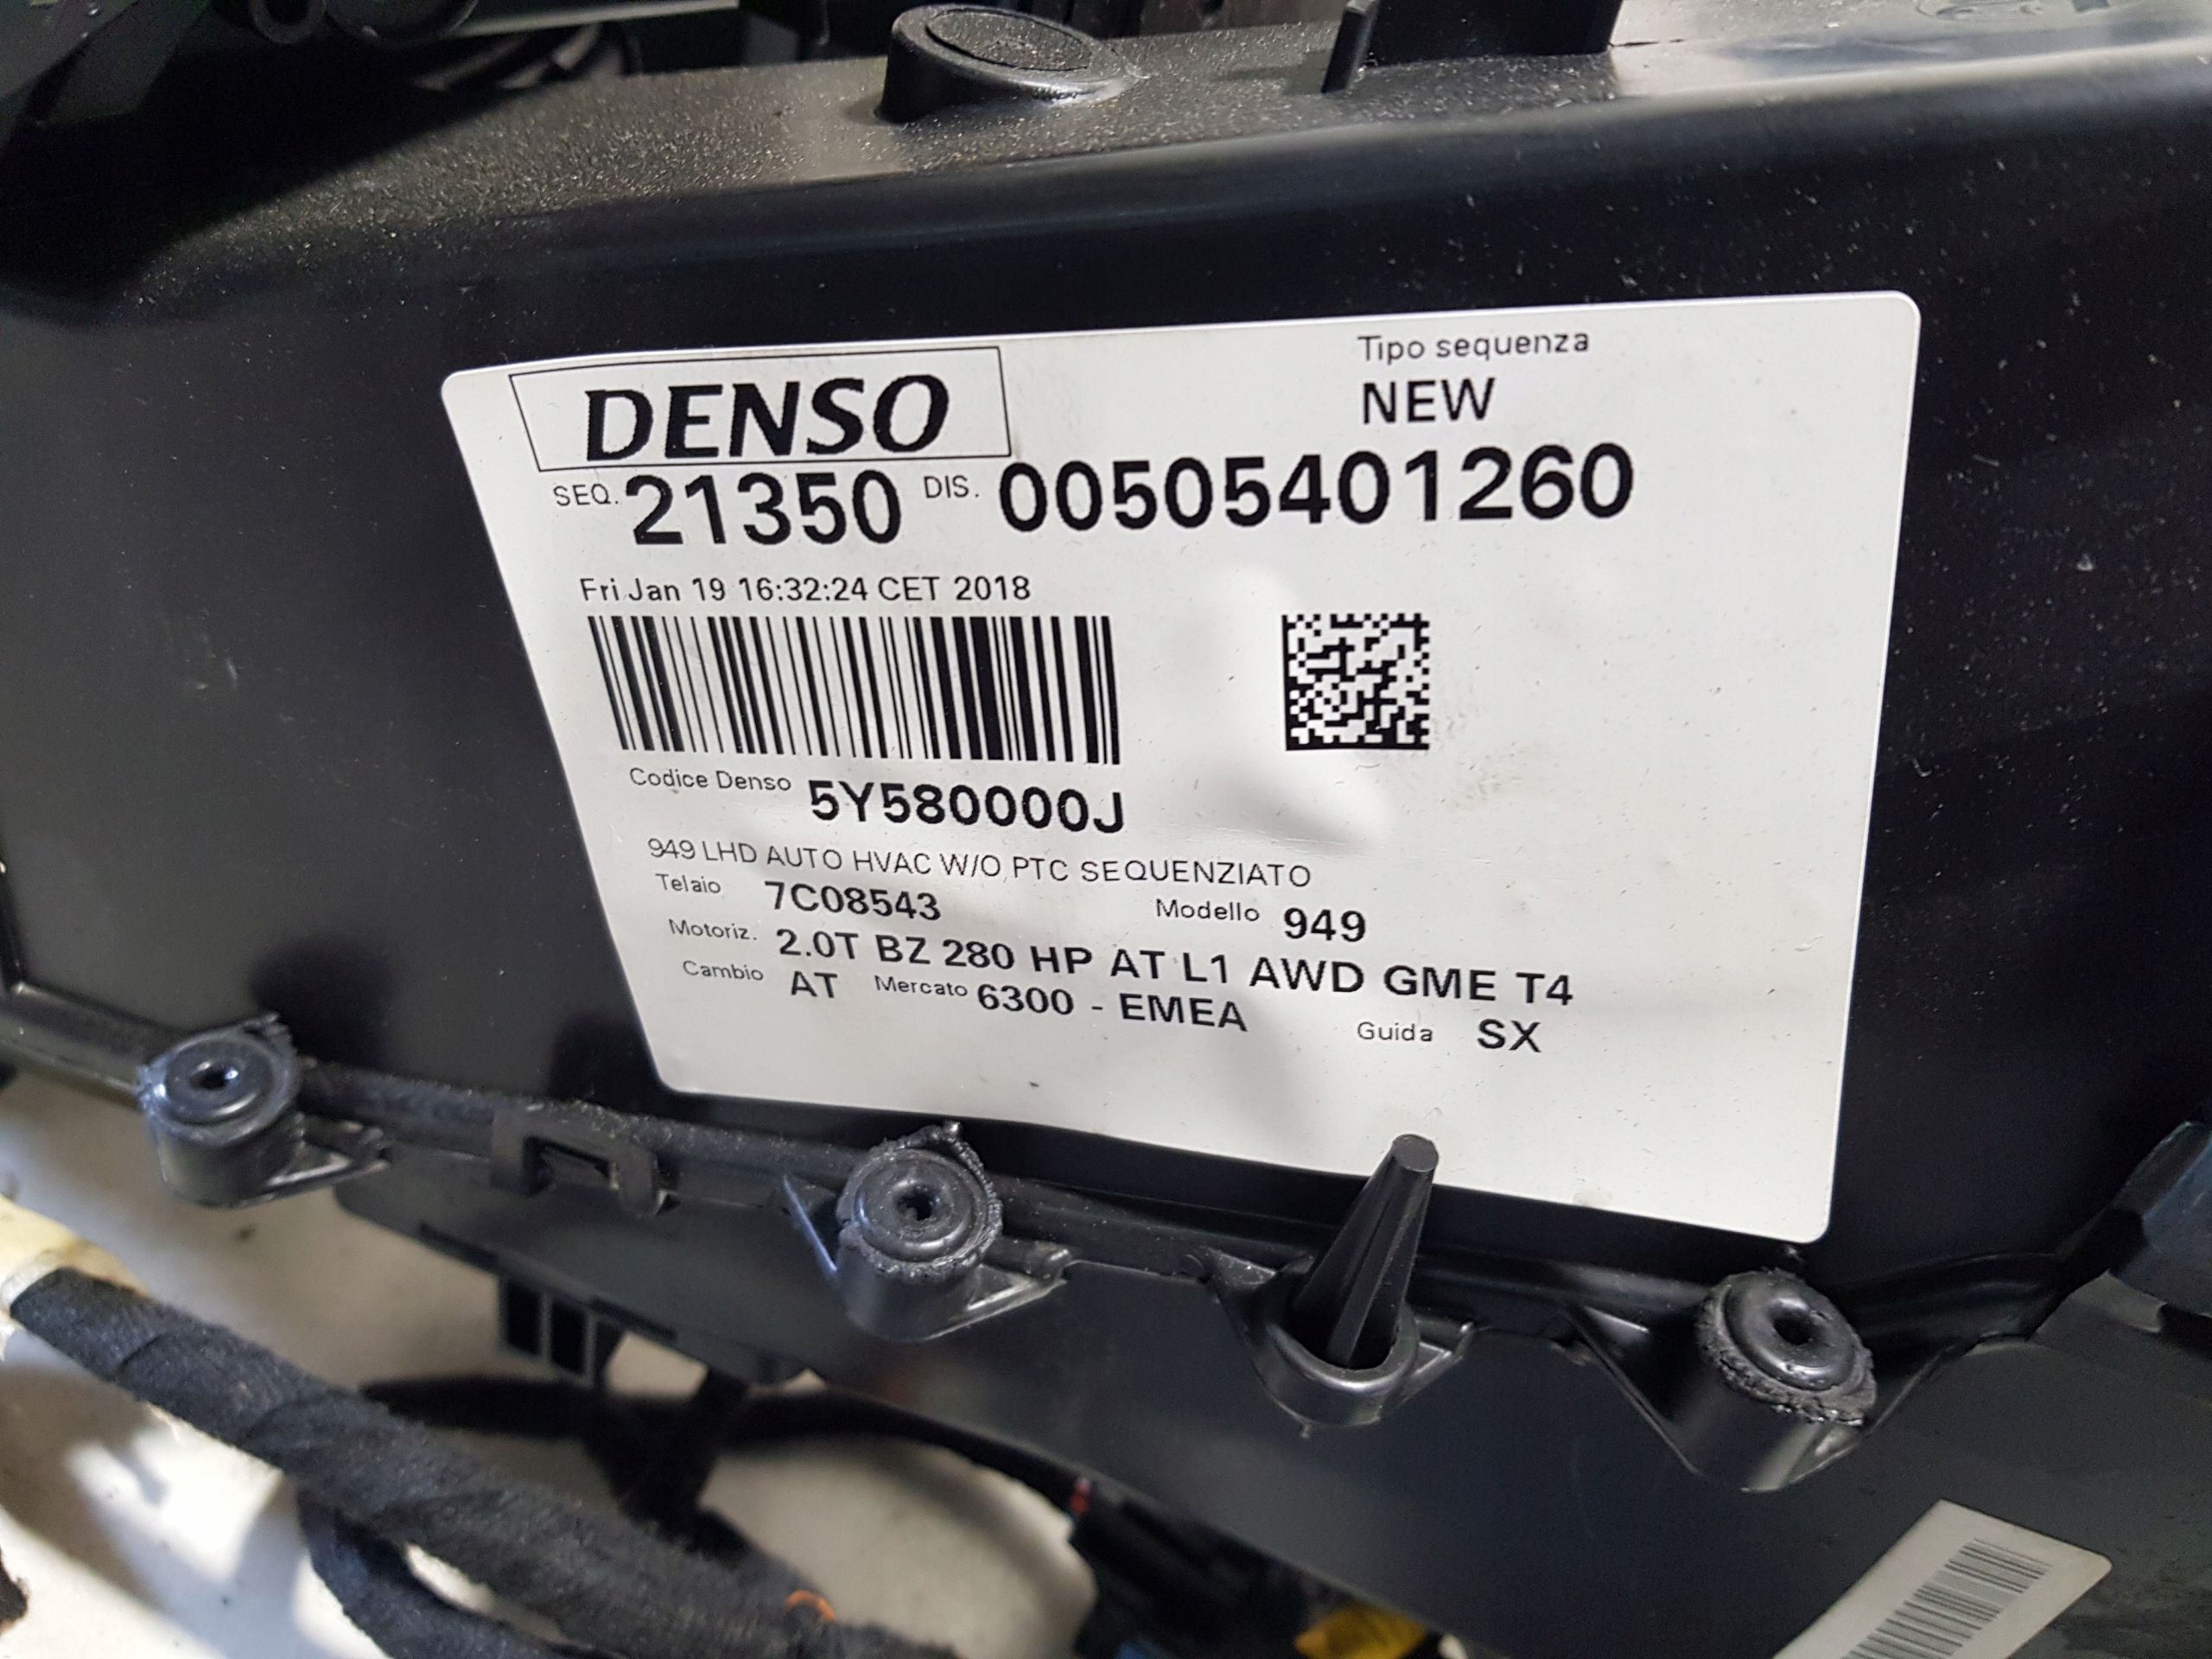 DENSO
Tipo sequenza
NEW
SEQ. 21350 DIS. 00505401260
Fri Jan 19 16:32:24 CET 2018
Codice Denso 5Y580000J
949 LHD AUTO HVAC W/O PTC SEQUENZIATO
Telaio 7C08543 Modello 949
Motoriz. 2.0T BZ 280 HP AT L1 AWD GME T4
Cambio AT Mercato 6300 - EMEA Guida SX